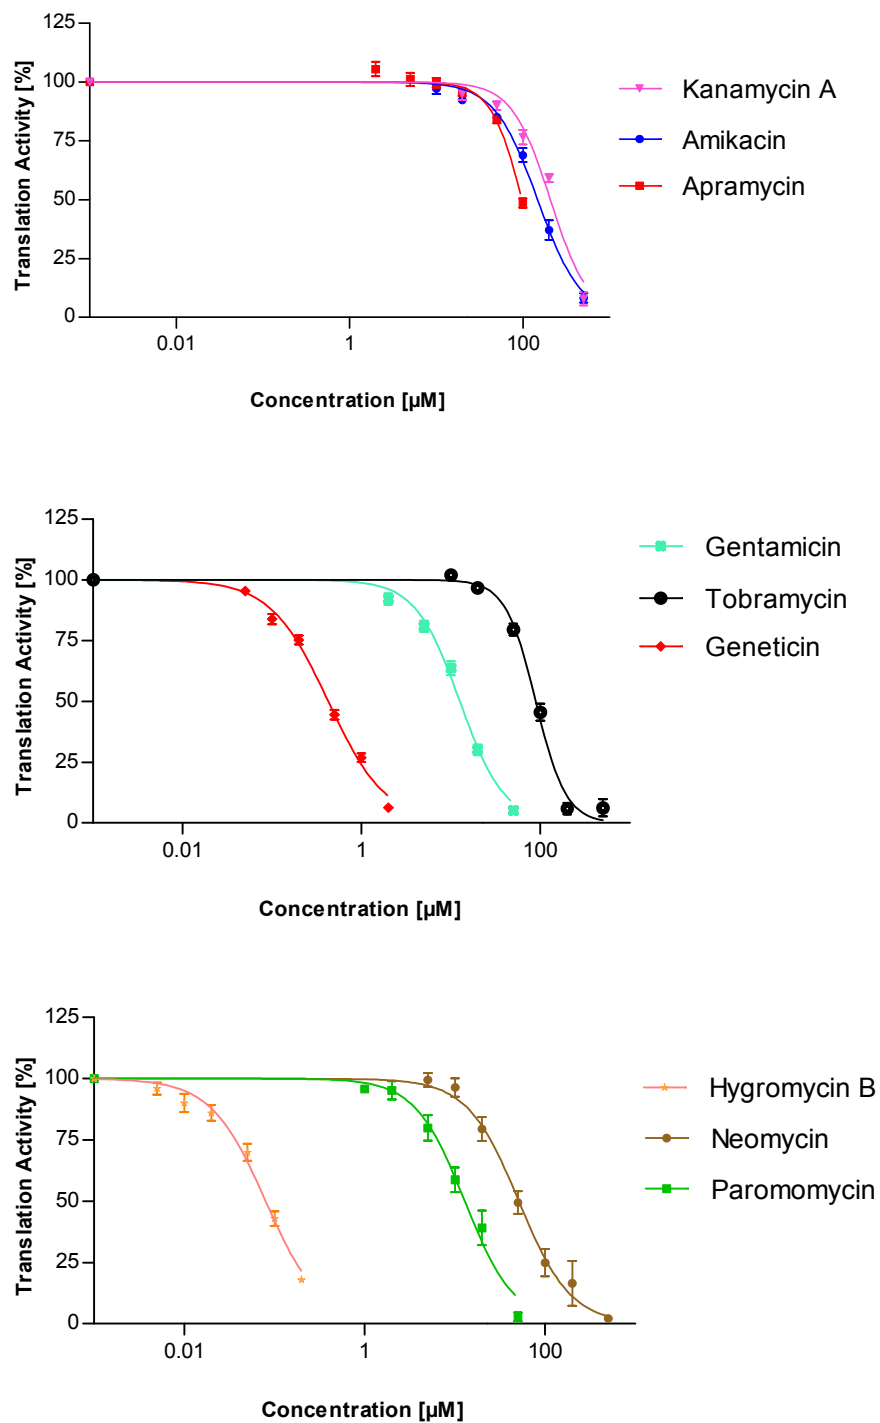 125
100
75
50
25
0
Translation Activity [%]
0.01
1
100
Concentration [µM]
Kanamycin A
Amikacin
Apramycin
125
100
75
50
25
0
Translation Activity [%]
0.01
1
100
Concentration [µM]
Gentamicin
Tobramycin
Geneticin
125
100
75
50
25
0
Translation Activity [%]
0.01
1
100
Concentration [µM]
Hygromycin B
Neomycin
Paromomycin